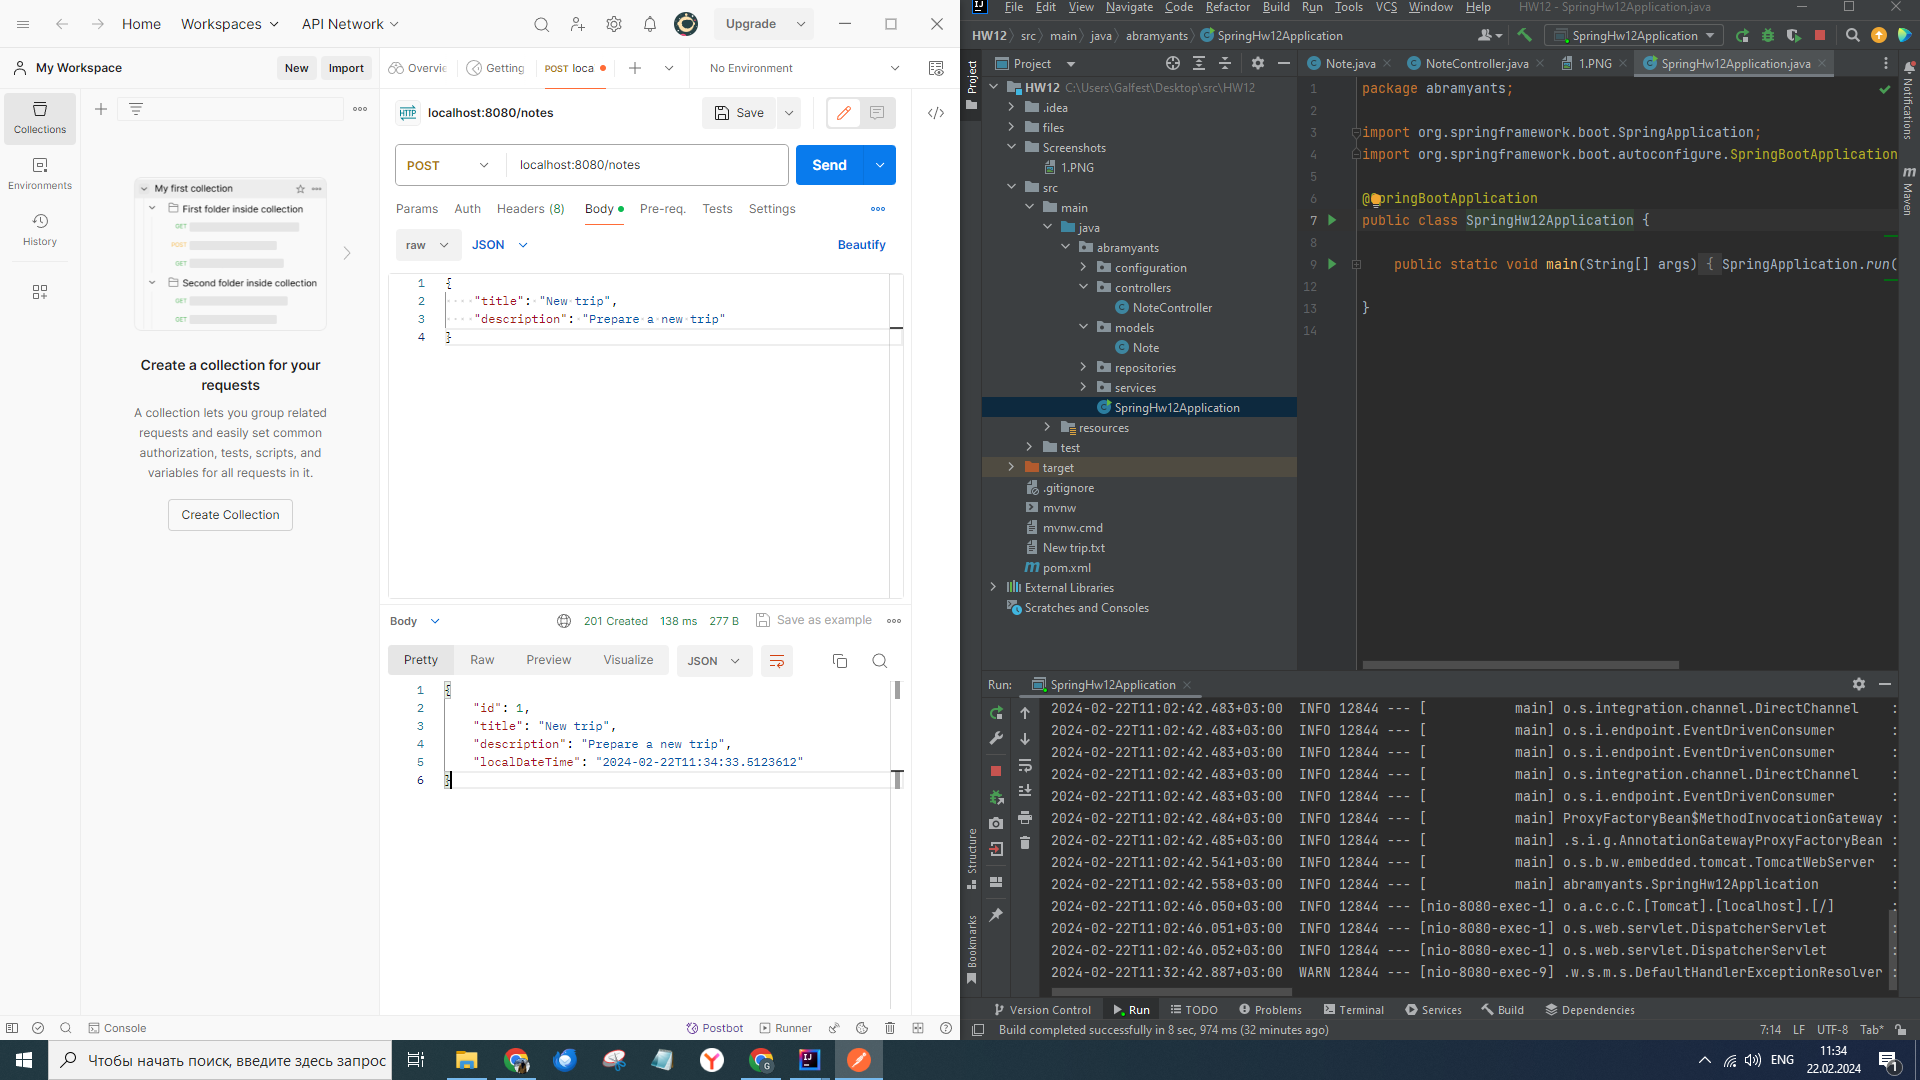 Home
Workspaces
API Network
Upgrade
My Workspace
New
Import
Overvie
Getting
POST loca
No Environment
Collections
Environments
History
My first collection
First folder inside collection
GET
POST
GET
Second folder inside collection
GET
GET
GET
Create a collection for your
requests
A collection lets you group related
requests and easily set common
authorization, tests, scripts, and
variables for all requests in it.
Create Collection
HTTP
localhost:8080/notes
Save
POST
localhost:8080/notes
Send
Params
Auth
Headers (8)
Body
Pre-req.
Tests
Settings
raw
JSON
Beautify
1 {
2 "title": "New trip",
3 "description": "Prepare a new trip"
4 }
Body
201 Created
138 ms
277 B
Save as example
Pretty
Raw
Preview
Visualize
JSON
1 {
2 "id": 1,
3 "title": "New trip",
4 "description": "Prepare a new trip",
5 "localDateTime": "2024-02-22T11:34:33.5123612"
6 }
Console
Postbot
Runner
File Edit View Navigate Code Refactor Build Run Tools VCS Window Help HW12 - SpringHw12Application.java
HW12 src main java abramyants SpringHw12Application
SpringHw12Application
Project
Project
Note.java
NoteController.java
1.PNG
SpringHw12Application.java
Notifications
Maven
HW12 C:\Users\Galfest\Desktop\src\HW12
.idea
files
Screenshots
1.PNG
src
main
java
abramyants
configuration
controllers
NoteController
models
Note
repositories
services
SpringHw12Application
resources
test
target
.gitignore
mvnw
mvnw.cmd
New trip.txt
pom.xml
External Libraries
Scratches and Consoles
1 package abramyants;
2
3 import org.springframework.boot.SpringApplication;
4 import org.springframework.boot.autoconfigure.SpringBootApplication
5
6 @SpringBootApplication
7 public class SpringHw12Application {
8
9 public static void main(String[] args) { SpringApplication.run(
12
13 }
14
Run:
SpringHw12Application
2024-02-22T11:02:42.483+03:00 INFO 12844 --- [ main] o.s.integration.channel.DirectChannel :
2024-02-22T11:02:42.483+03:00 INFO 12844 --- [ main] o.s.i.endpoint.EventDrivenConsumer :
2024-02-22T11:02:42.483+03:00 INFO 12844 --- [ main] o.s.i.endpoint.EventDrivenConsumer :
2024-02-22T11:02:42.483+03:00 INFO 12844 --- [ main] o.s.integration.channel.DirectChannel :
2024-02-22T11:02:42.483+03:00 INFO 12844 --- [ main] o.s.i.endpoint.EventDrivenConsumer :
2024-02-22T11:02:42.484+03:00 INFO 12844 --- [ main] ProxyFactoryBean$MethodInvocationGateway :
2024-02-22T11:02:42.485+03:00 INFO 12844 --- [ main] .s.i.g.AnnotationGatewayProxyFactoryBean :
2024-02-22T11:02:42.541+03:00 INFO 12844 --- [ main] o.s.b.w.embedded.tomcat.TomcatWebServer :
2024-02-22T11:02:42.558+03:00 INFO 12844 --- [ main] abramyants.SpringHw12Application :
2024-02-22T11:02:46.050+03:00 INFO 12844 --- [nio-8080-exec-1] o.a.c.c.C.[Tomcat].[localhost].[/] :
2024-02-22T11:02:46.051+03:00 INFO 12844 --- [nio-8080-exec-1] o.s.web.servlet.DispatcherServlet :
2024-02-22T11:02:46.052+03:00 INFO 12844 --- [nio-8080-exec-1] o.s.web.servlet.DispatcherServlet :
2024-02-22T11:32:42.887+03:00 WARN 12844 --- [nio-8080-exec-9] .w.s.m.s.DefaultHandlerExceptionResolver :
Structure
Bookmarks
Version Control
Run
TODO
Problems
Terminal
Services
Build
Dependencies
Build completed successfully in 8 sec, 974 ms (32 minutes ago)
7:14 LF UTF-8 Tab*
Чтобы начать поиск, введите здесь запрос
ENG
11:34
22.02.2024
1